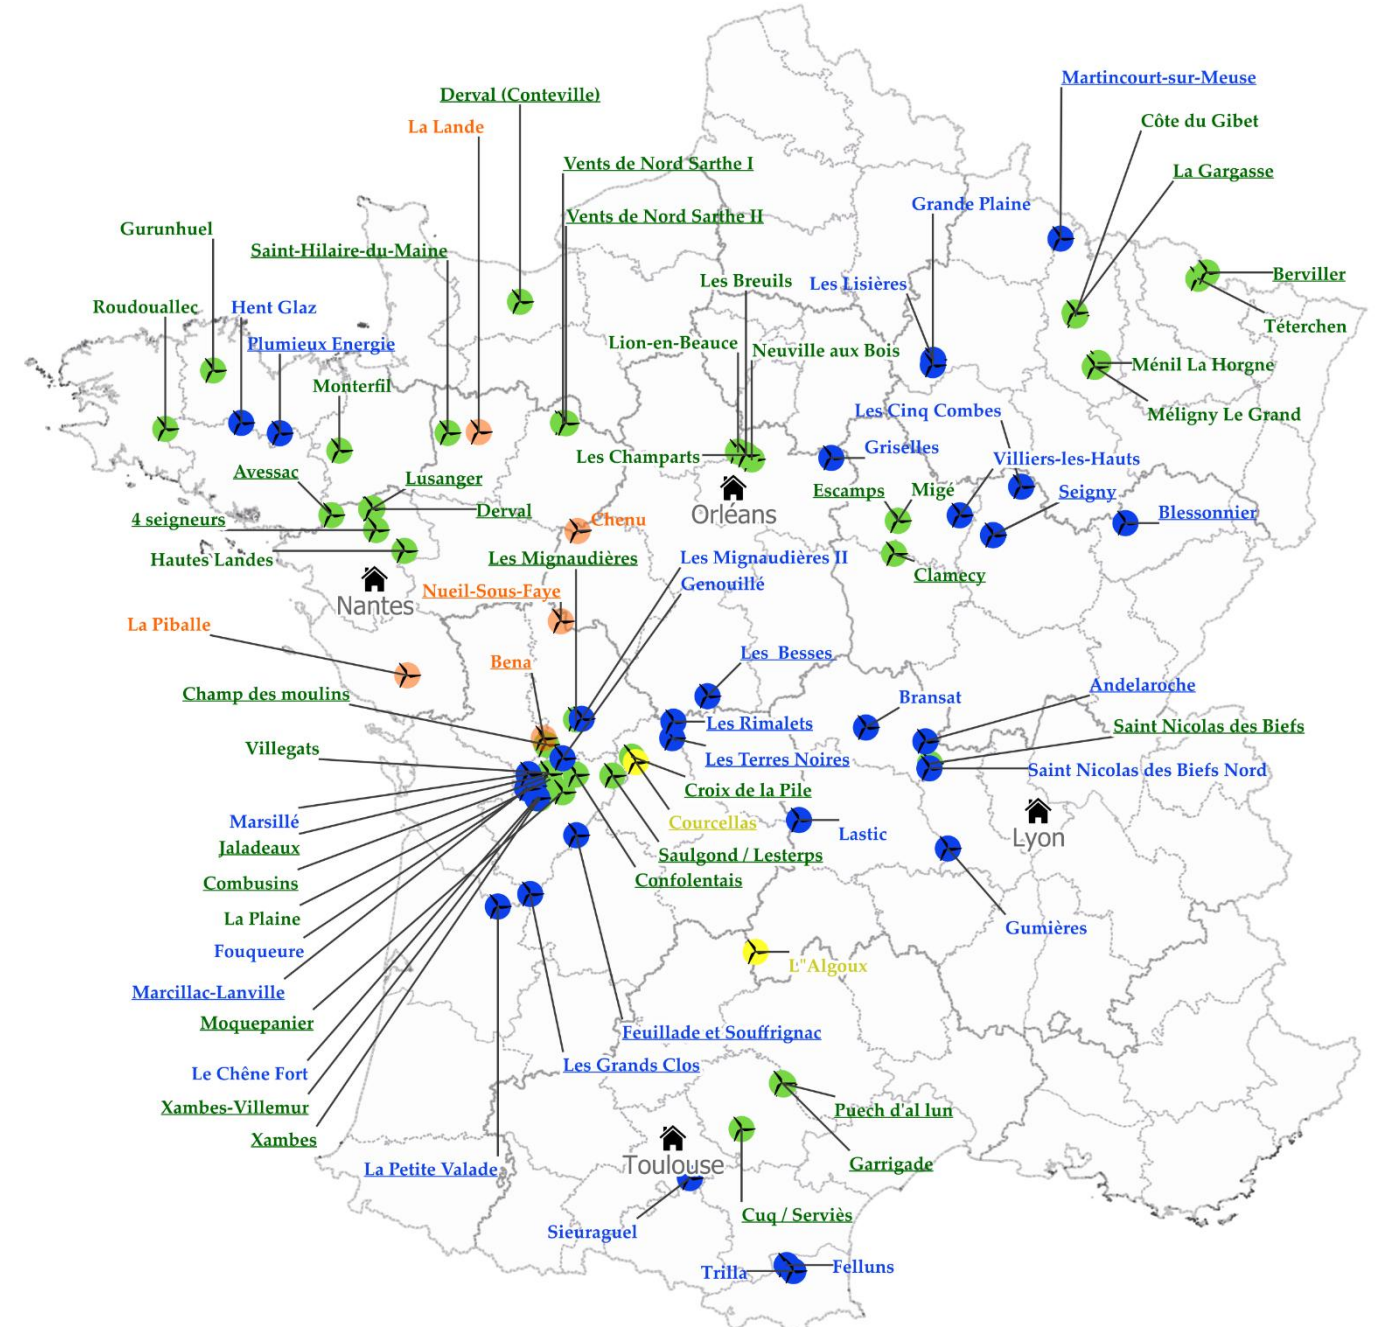 Martincourt-sur-Meuse
Derval (Conteville)
Côte du Gibet
La Lande
Vents de Nord Sarthe I
La Gargasse
Grande Plaine
Vents de Nord Sarthe II
Gurunhuel
Saint-Hilaire-du-Maine
Berviller
Les Breuils
Les Lisières
Roudouallec
Hent Glaz
Téterchen
Plumieux Energie
Lion-en-Beauce
Neuville aux Bois
Ménil La Horgne
Monterfil
Les Cinq Combes
Méligny Le Grand
Griselles
Les Champarts
Villiers-les-Hauts
Avessac
Lusanger
Escamps
Migé
Seigny
Orléans
Derval
Blessonnier
4 seigneurs
Chenu
Hautes Landes
Les Mignaudières
Les Mignaudières II
Clamecy
Genouillé
Nueil-Sous-Faye
Nantes
La Piballe
Les Besses
Bena
Andelaroche
Champ des moulins
Bransat
Les Rimalets
Saint Nicolas des Biefs
Villegats
Les Terres Noires
Saint Nicolas des Biefs Nord
Croix de la Pile
Marsillé
Courcellas
Lastic
Lyon
Jaladeaux
Saulgond / Lesterps
Combusins
Confolentais
La Plaine
Gumières
Fouqueure
L"Algoux
Marcillac-Lanville
Moquepanier
Feuillade et Souffrignac
Les Grands Clos
Le Chêne Fort
Xambes-Villemur
Puech d'al lun
Xambes
La Petite Valade
Toulouse
Garrigade
Cuq / Serviès
Sieuraguel
Trilla
Felluns